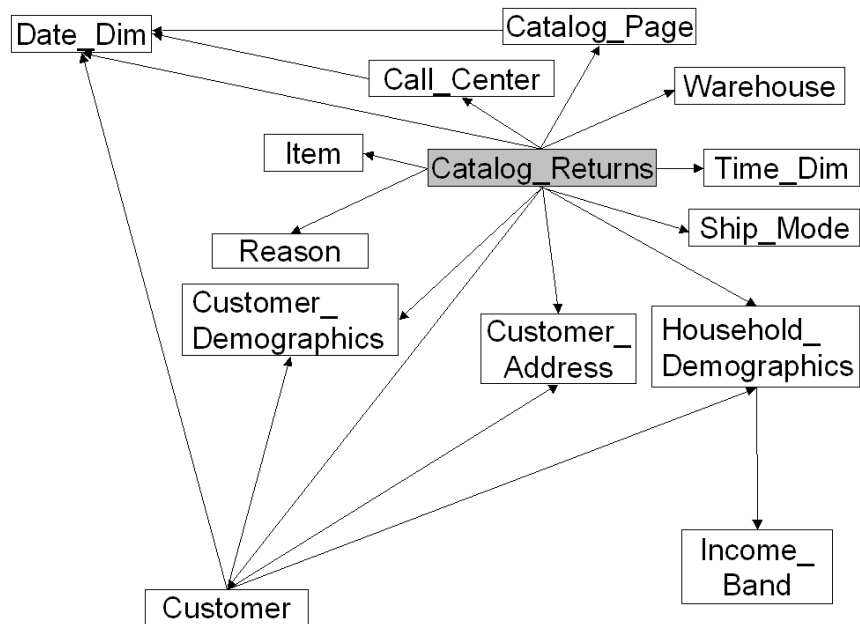 Date_Dim
Catalog_Page
Call_Center
Warehouse
Item
Catalog_Returns
Time_Dim
Ship_Mode
Reason
Customer_
Demographics
Customer_
Address
Household_
Demographics
Income_
Band
Customer